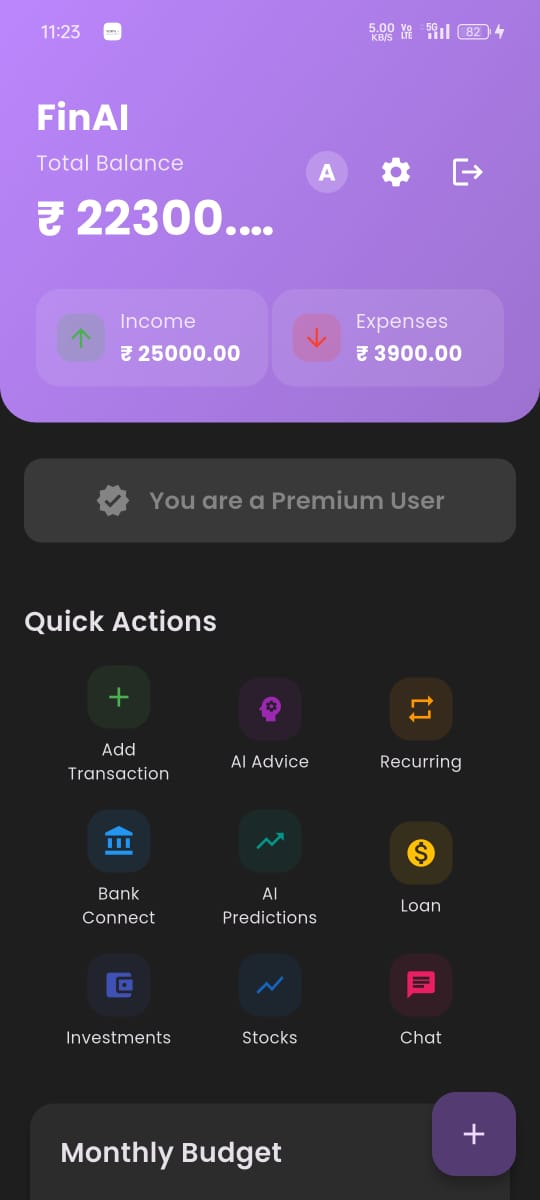 11:23
5.00 KB/S Vo LTE 5G 82
FinAI
Total Balance
A
₹ 22300....
Income
₹ 25000.00
Expenses
₹ 3900.00
You are a Premium User
Quick Actions
Add
Transaction
AI Advice
Recurring
Bank
Connect
AI
Predictions
Loan
Investments
Stocks
Chat
Monthly Budget